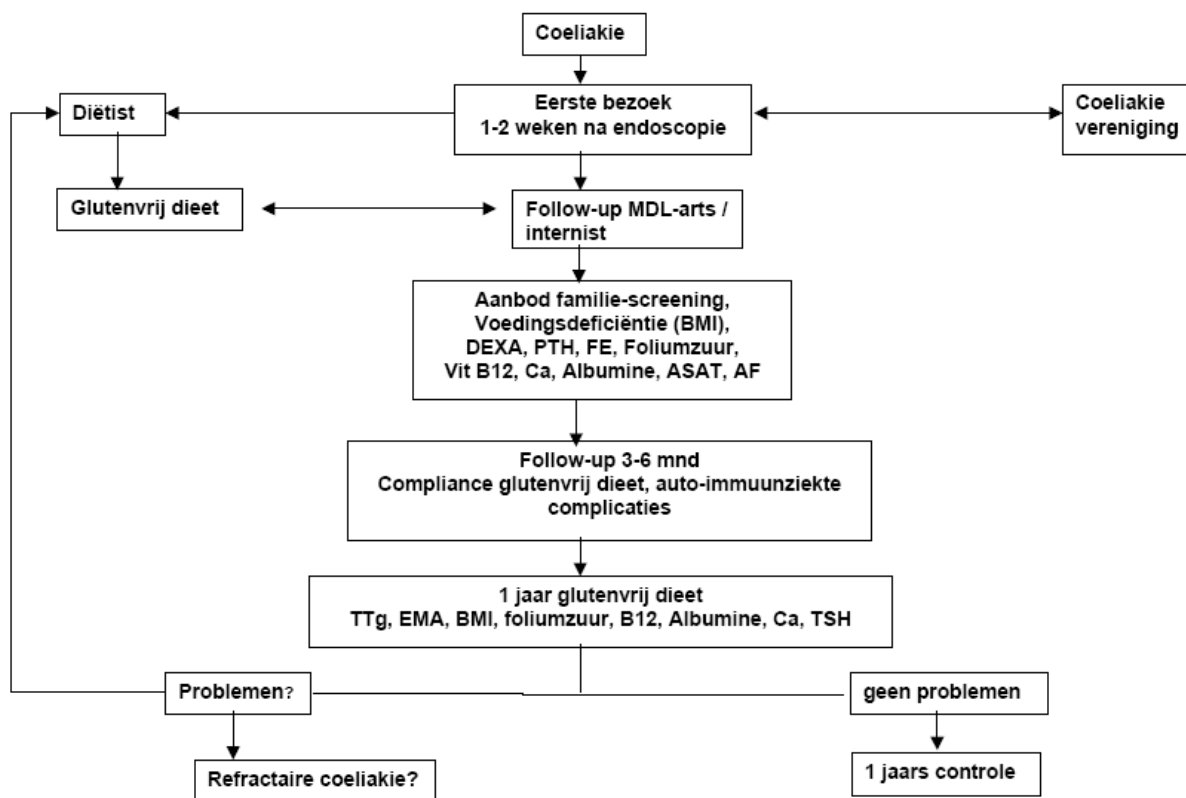 Coeliakie
Diëtist
Eerste bezoek
1-2 weken na endoscopie
Coeliakie
vereniging
Glutenvrij dieet
Follow-up MDL-arts /
internist
Aanbod familie-screening,
Voedingsdeficiëntie (BMI),
DEXA, PTH, FE, Foliumzuur,
Vit B12, Ca, Albumine, ASAT, AF
Follow-up 3-6 mnd
Compliance glutenvrij dieet, auto-immuunziekte
complicaties
1 jaar glutenvrij dieet
TTg, EMA, BMI, foliumzuur, B12, Albumine, Ca, TSH
Problemen?
geen problemen
Refractaire coeliakie?
1 jaars controle